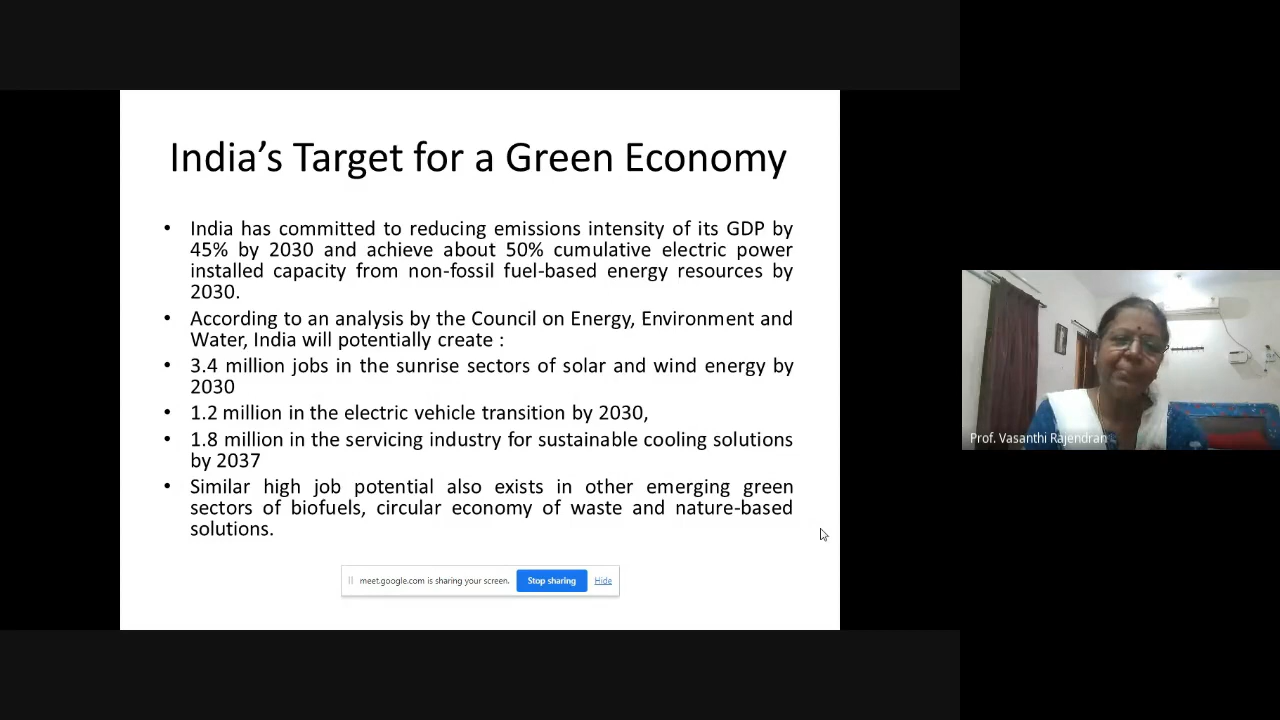 India’s Target for a Green Economy
• India has committed to reducing emissions intensity of its GDP by
45% by 2030 and achieve about 50% cumulative electric power
installed capacity from non-fossil fuel-based energy resources by
2030.
• According to an analysis by the Council on Energy, Environment and
Water, India will potentially create :
• 3.4 million jobs in the sunrise sectors of solar and wind energy by
2030
• 1.2 million in the electric vehicle transition by 2030,
• 1.8 million in the servicing industry for sustainable cooling solutions
by 2037
• Similar high job potential also exists in other emerging green
sectors of biofuels, circular economy of waste and nature-based
solutions.
meet.google.com is sharing your screen. Stop sharing Hide
Prof. Vasanthi Rajendran